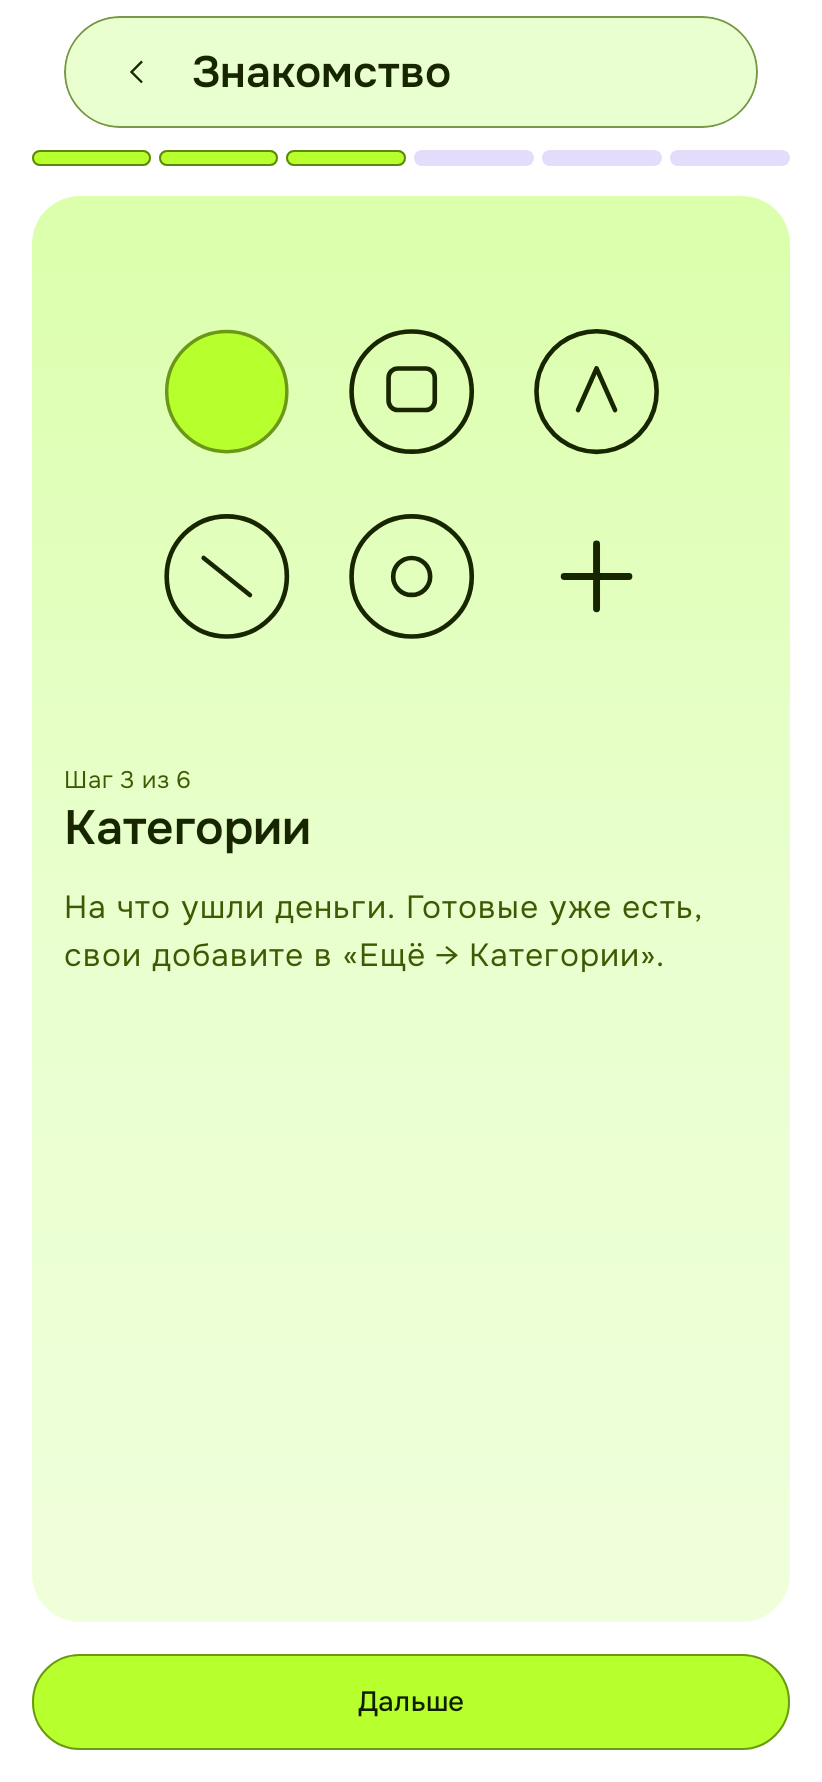 Знакомство
Шаг 3 из 6
Категории
На что ушли деньги. Готовые уже есть,
свои добавите в «Ещё → Категории».
Дальше